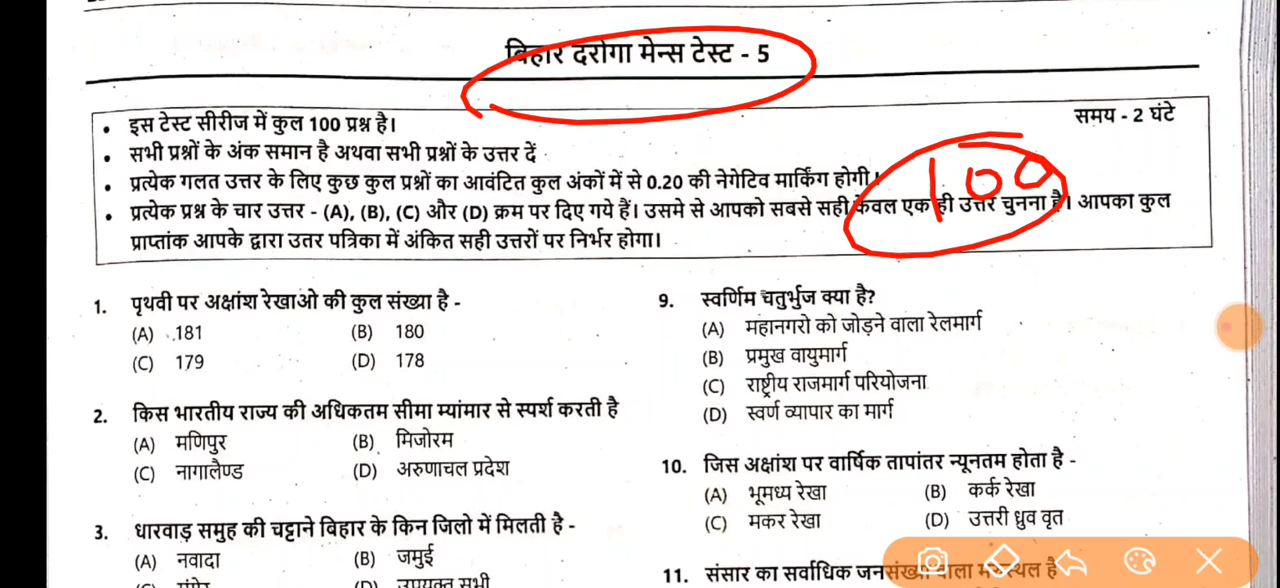 बिहार दरोगा मेन्स टेस्ट - 5
समय - 2 घंटे
• इस टेस्ट सीरीज में कुल 100 प्रश्न है।
• सभी प्रश्नों के अंक समान है अथवा सभी प्रश्नों के उत्तर दें
• प्रत्येक गलत उत्तर के लिए कुछ कुल प्रश्नों का आवंटित कुल अंकों में से 0.20 की नेगेटिव मार्किंग होगी।
• प्रत्येक प्रश्न के चार उत्तर - (A), (B), (C) और (D) क्रम पर दिए गये हैं। उसमे से आपको सबसे सही केवल एक ही उत्तर चुनना है। आपका कुल
प्राप्तांक आपके द्वारा उतर पत्रिका में अंकित सही उत्तरों पर निर्भर होगा।
100
1. पृथवी पर अक्षांश रेखाओ की कुल संख्या है -
(A) 181 (B) 180
(C) 179 (D) 178
2. किस भारतीय राज्य की अधिकतम सीमा म्यांमार से स्पर्श करती है
(A) मणिपुर (B) मिजोरम
(C) नागालैण्ड (D) अरुणाचल प्रदेश
3. धारवाड़ समुह की चट्टाने बिहार के किन जिलो में मिलती है -
(A) नवादा (B) जमुई
(C) मुंगेर (D) उपयुक्त सभी
9. स्वर्णिम चतुर्भुज क्या है?
(A) महानगरो को जोड़ने वाला रेलमार्ग
(B) प्रमुख वायुमार्ग
(C) राष्ट्रीय राजमार्ग परियोजना
(D) स्वर्ण व्यापार का मार्ग
10. जिस अक्षांश पर वार्षिक तापांतर न्यूनतम होता है -
(A) भूमध्य रेखा (B) कर्क रेखा
(C) मकर रेखा (D) उत्तरी ध्रुव वृत
11. संसार का सर्वाधिक जनसंख्या वाला मरुस्थल है